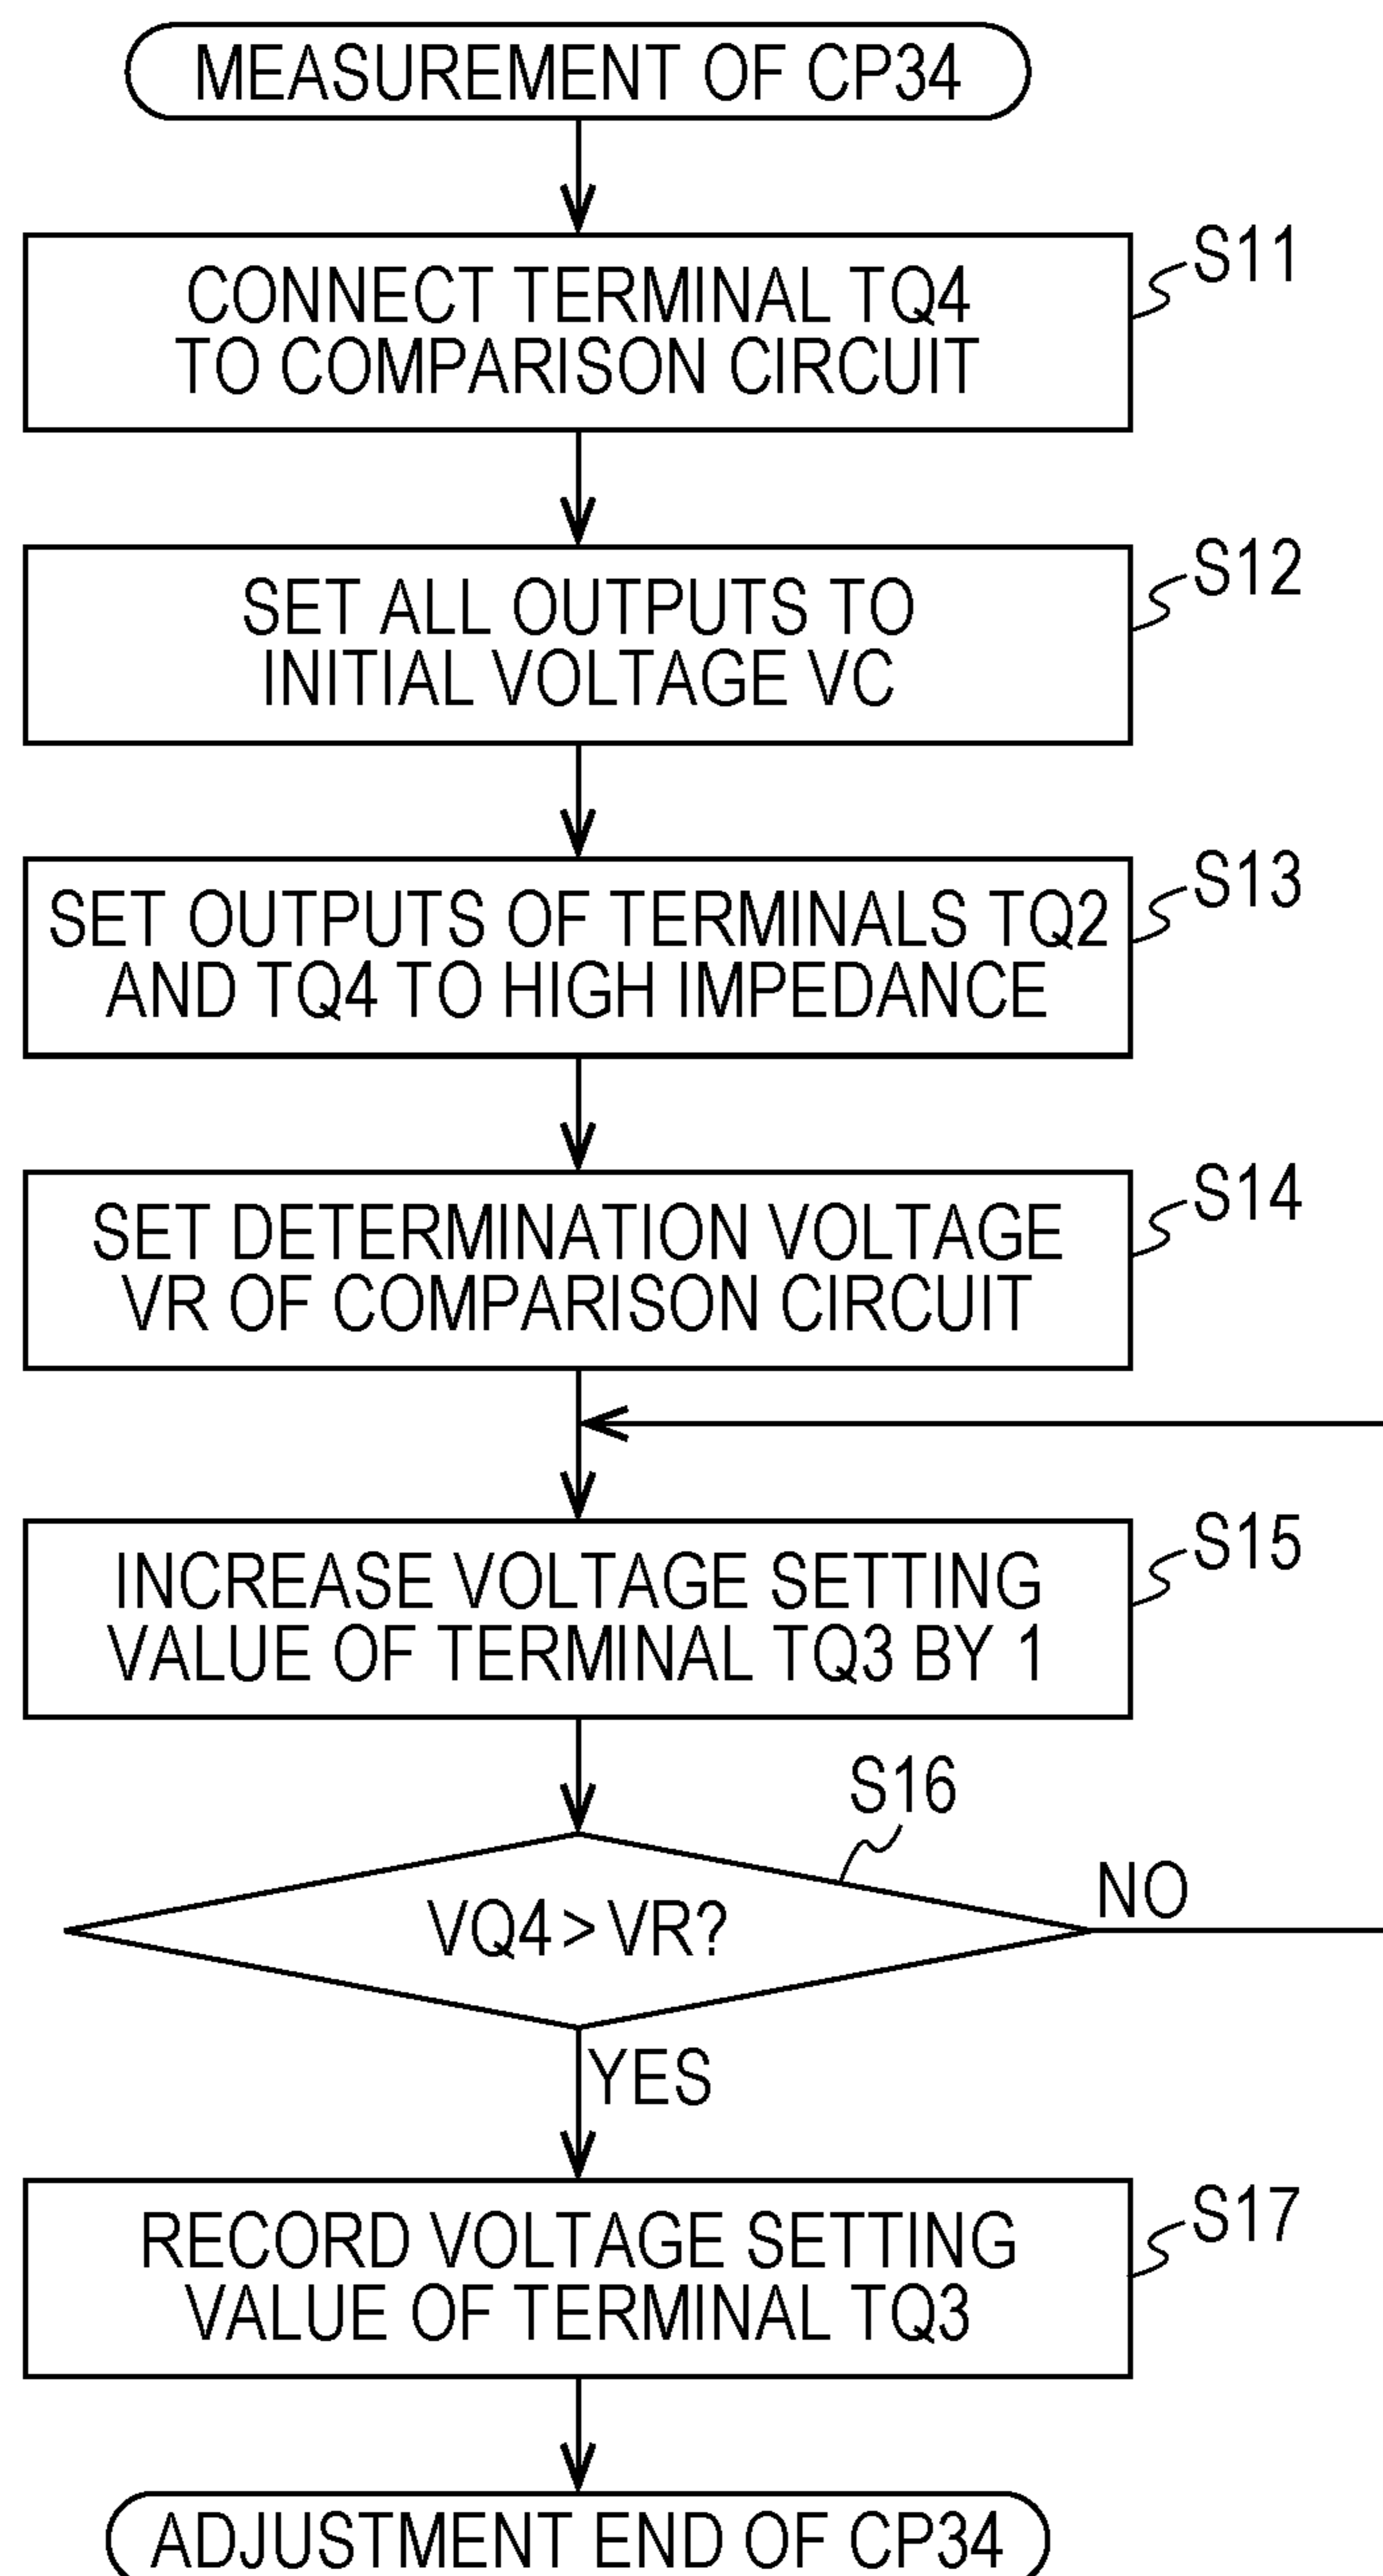 MEASUREMENT OF CP34
S11
CONNECT TERMINAL TQ4
TO COMPARISON CIRCUIT
S12
SET ALL OUTPUTS TO
INITIAL VOLTAGE VC
S13
SET OUTPUTS OF TERMINALS TQ2
AND TQ4 TO HIGH IMPEDANCE
S14
SET DETERMINATION VOLTAGE
VR OF COMPARISON CIRCUIT
S15
INCREASE VOLTAGE SETTING
VALUE OF TERMINAL TQ3 BY 1
S16
VQ4 > VR?
NO
YES
S17
RECORD VOLTAGE SETTING
VALUE OF TERMINAL TQ3
ADJUSTMENT END OF CP34